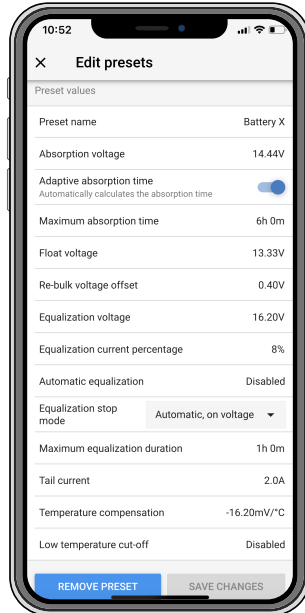 10:52
Edit presets
Preset values
Preset name Battery X
Absorption voltage 14.44V
Adaptive absorption time
Automatically calculates the absorption time
Maximum absorption time 6h 0m
Float voltage 13.33V
Re-bulk voltage offset 0.40V
Equalization voltage 16.20V
Equalization current percentage 8%
Automatic equalization Disabled
Equalization stop
mode Automatic, on voltage
Maximum equalization duration 1h 0m
Tail current 2.0A
Temperature compensation -16.20mV/°C
Low temperature cut-off Disabled
REMOVE PRESET SAVE CHANGES